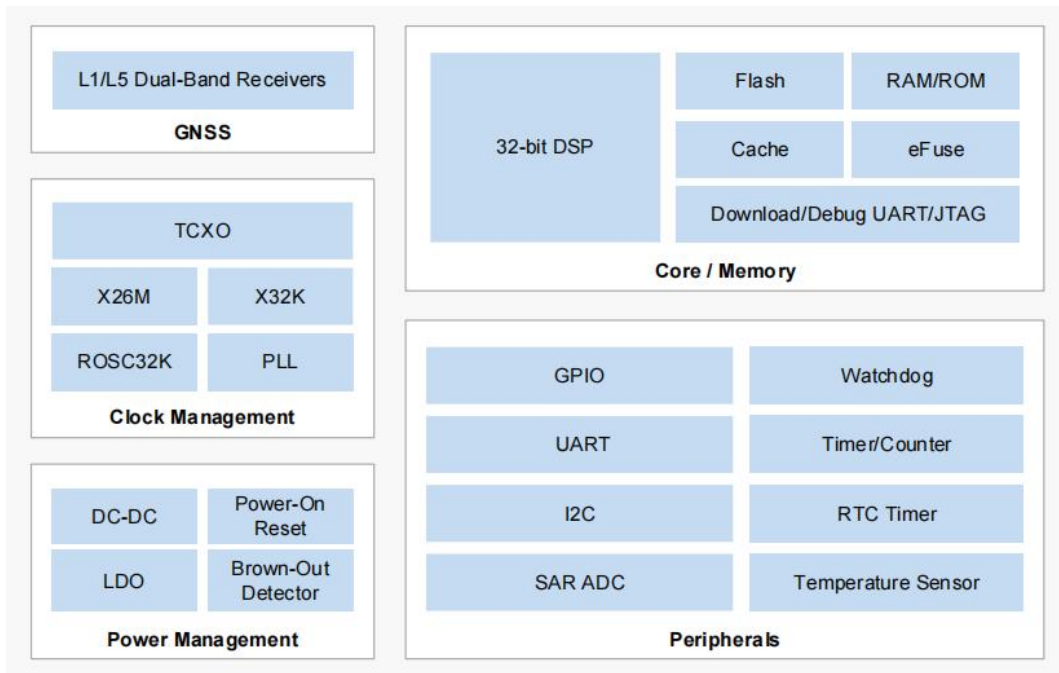 L1/L5 Dual-Band Receivers
GNSS
TCXO
X26M
X32K
ROSC32K
PLL
Clock Management
DC-DC
Power-On
Reset
LDO
Brown-Out
Detector
Power Management
32-bit DSP
Flash
RAM/ROM
Cache
eFuse
Download/Debug UART/JTAG
Core / Memory
GPIO
Watchdog
UART
Timer/Counter
I2C
RTC Timer
SAR ADC
Temperature Sensor
Peripherals